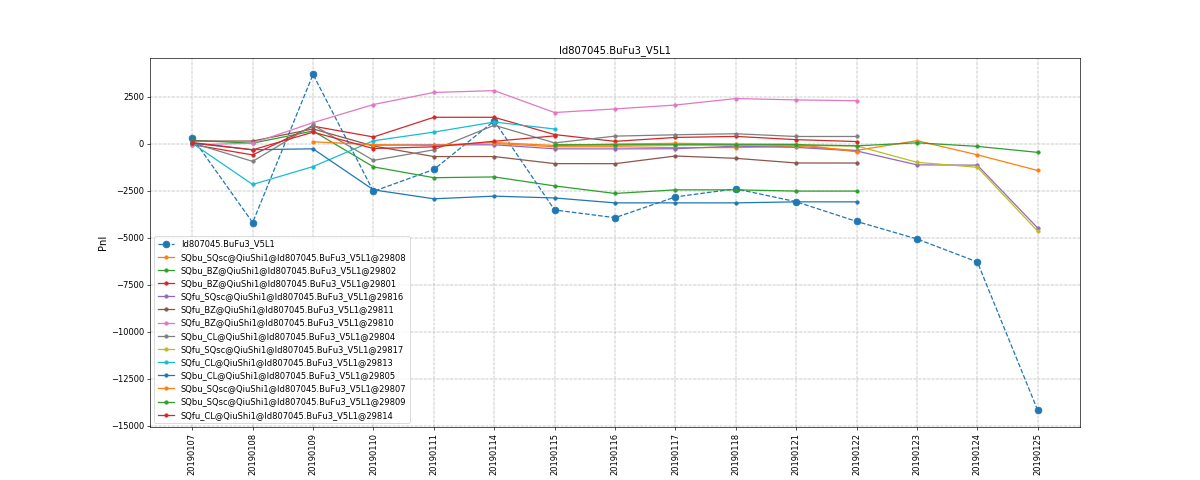 Id807045.BuFu3_V5L1
2500
0
−2500
−5000
−7500
−10000
−12500
−15000
Pnl
Id807045.BuFu3_V5L1
SQbu_SQsc@QiuShi1@Id807045.BuFu3_V5L1@29808
SQbu_BZ@QiuShi1@Id807045.BuFu3_V5L1@29802
SQbu_BZ@QiuShi1@Id807045.BuFu3_V5L1@29801
SQfu_SQsc@QiuShi1@Id807045.BuFu3_V5L1@29816
SQfu_BZ@QiuShi1@Id807045.BuFu3_V5L1@29811
SQfu_BZ@QiuShi1@Id807045.BuFu3_V5L1@29810
SQbu_CL@QiuShi1@Id807045.BuFu3_V5L1@29804
SQfu_SQsc@QiuShi1@Id807045.BuFu3_V5L1@29817
SQfu_CL@QiuShi1@Id807045.BuFu3_V5L1@29813
SQbu_CL@QiuShi1@Id807045.BuFu3_V5L1@29805
SQbu_SQsc@QiuShi1@Id807045.BuFu3_V5L1@29807
SQbu_SQsc@QiuShi1@Id807045.BuFu3_V5L1@29809
SQfu_CL@QiuShi1@Id807045.BuFu3_V5L1@29814
20190107
20190108
20190109
20190110
20190111
20190114
20190115
20190116
20190117
20190118
20190121
20190122
20190123
20190124
20190125